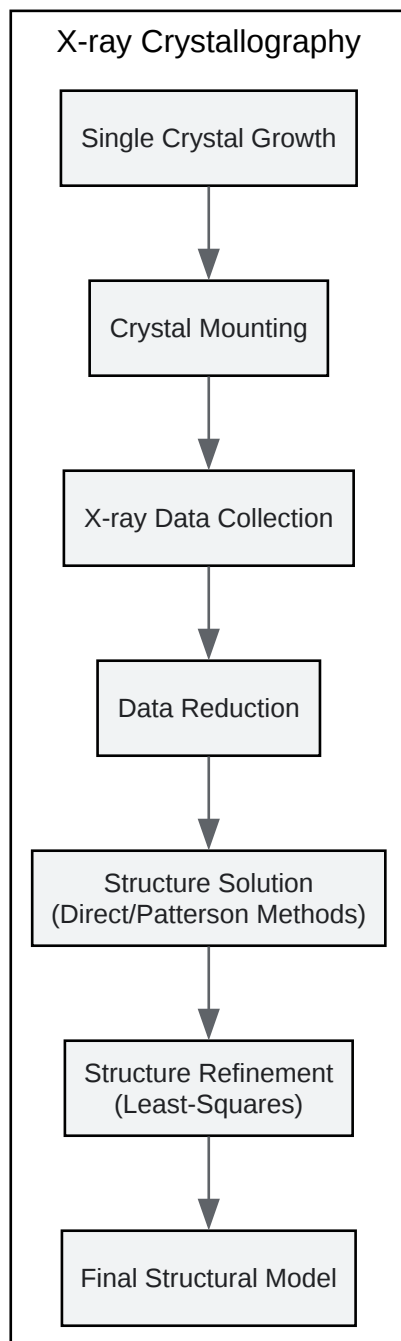 X-ray Crystallography
Single Crystal Growth
Crystal Mounting
X-ray Data Collection
Data Reduction
Structure Solution
(Direct/Patterson Methods)
Structure Refinement
(Least-Squares)
Final Structural Model